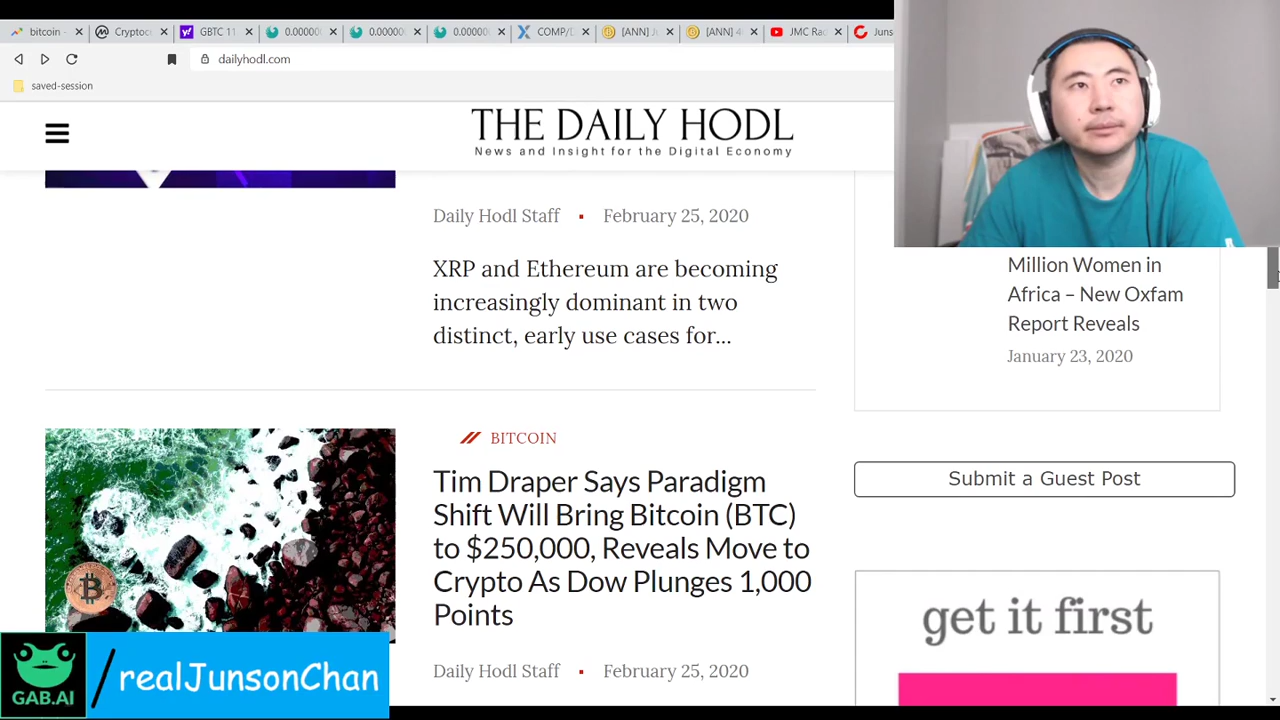 bitcoin -
Cryptoc
GBTC 11
0.00000
0.00000
0.00000
COMP/D
[ANN] J
[ANN] 4
JMC Rad
Juns
dailyhodl.com
saved-session
THE DAILY HODL
News and Insight for the Digital Economy
Daily Hodl Staff
February 25, 2020
XRP and Ethereum are becoming
increasingly dominant in two
distinct, early use cases for...
Million Women in
Africa – New Oxfam
Report Reveals
January 23, 2020
BITCOIN
Tim Draper Says Paradigm
Shift Will Bring Bitcoin (BTC)
to $250,000, Reveals Move to
Crypto As Dow Plunges 1,000
Points
Daily Hodl Staff
February 25, 2020
Submit a Guest Post
get it first
GAB.AI
/realJunsonChan